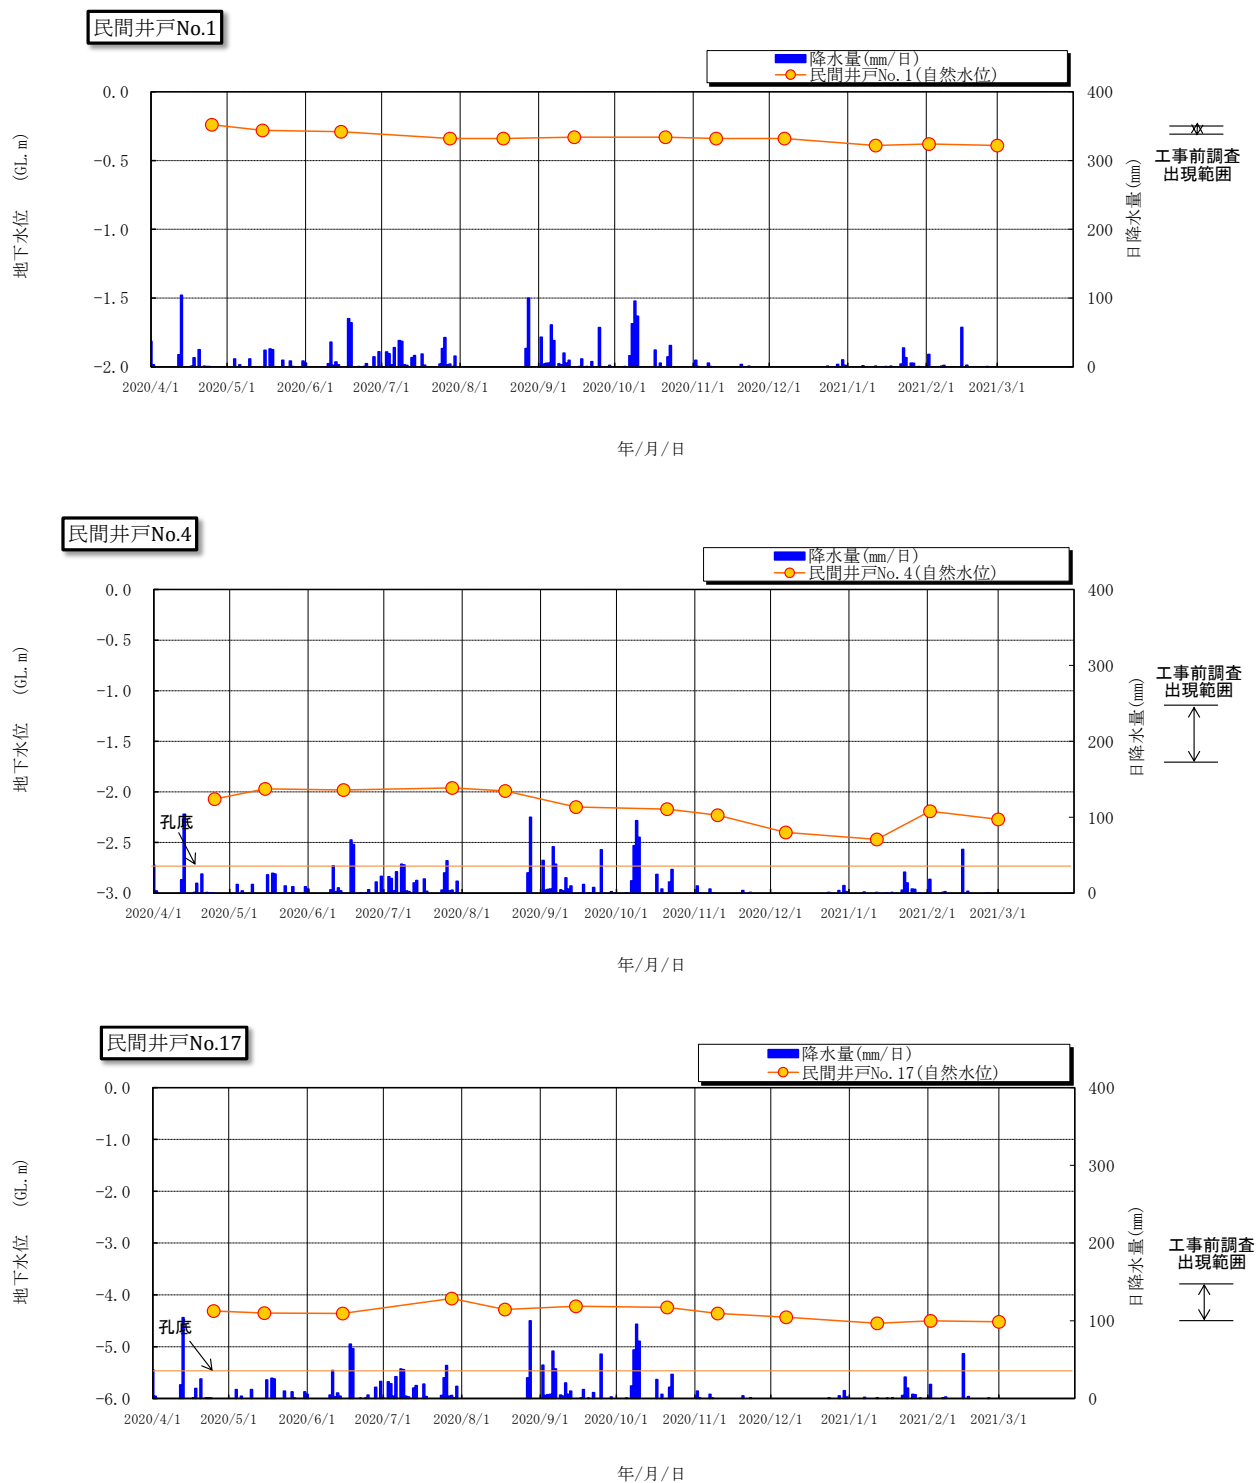 民間井戸No.1
降水量(mm/日)
民間井戸No.1(自然水位)
0.0
-0.5
-1.0
-1.5
-2.0
地下水位 (GL.m)
400
300
200
100
0
日降水量(mm)
工事前調査
出現範囲
2020/4/1 2020/5/1 2020/6/1 2020/7/1 2020/8/1 2020/9/1 2020/10/1 2020/11/1 2020/12/1 2021/1/1 2021/2/1 2021/3/1
年/月/日
民間井戸No.4
降水量(mm/日)
民間井戸No.4(自然水位)
0.0
-0.5
-1.0
-1.5
-2.0
-2.5
-3.0
地下水位 (GL.m)
孔底
400
300
200
100
0
日降水量(mm)
工事前調査
出現範囲
2020/4/1 2020/5/1 2020/6/1 2020/7/1 2020/8/1 2020/9/1 2020/10/1 2020/11/1 2020/12/1 2021/1/1 2021/2/1 2021/3/1
年/月/日
民間井戸No.17
降水量(mm/日)
民間井戸No.17(自然水位)
0.0
-1.0
-2.0
-3.0
-4.0
-5.0
-6.0
地下水位 (GL.m)
孔底
400
300
200
100
0
日降水量(mm)
工事前調査
出現範囲
2020/4/1 2020/5/1 2020/6/1 2020/7/1 2020/8/1 2020/9/1 2020/10/1 2020/11/1 2020/12/1 2021/1/1 2021/2/1 2021/3/1
年/月/日